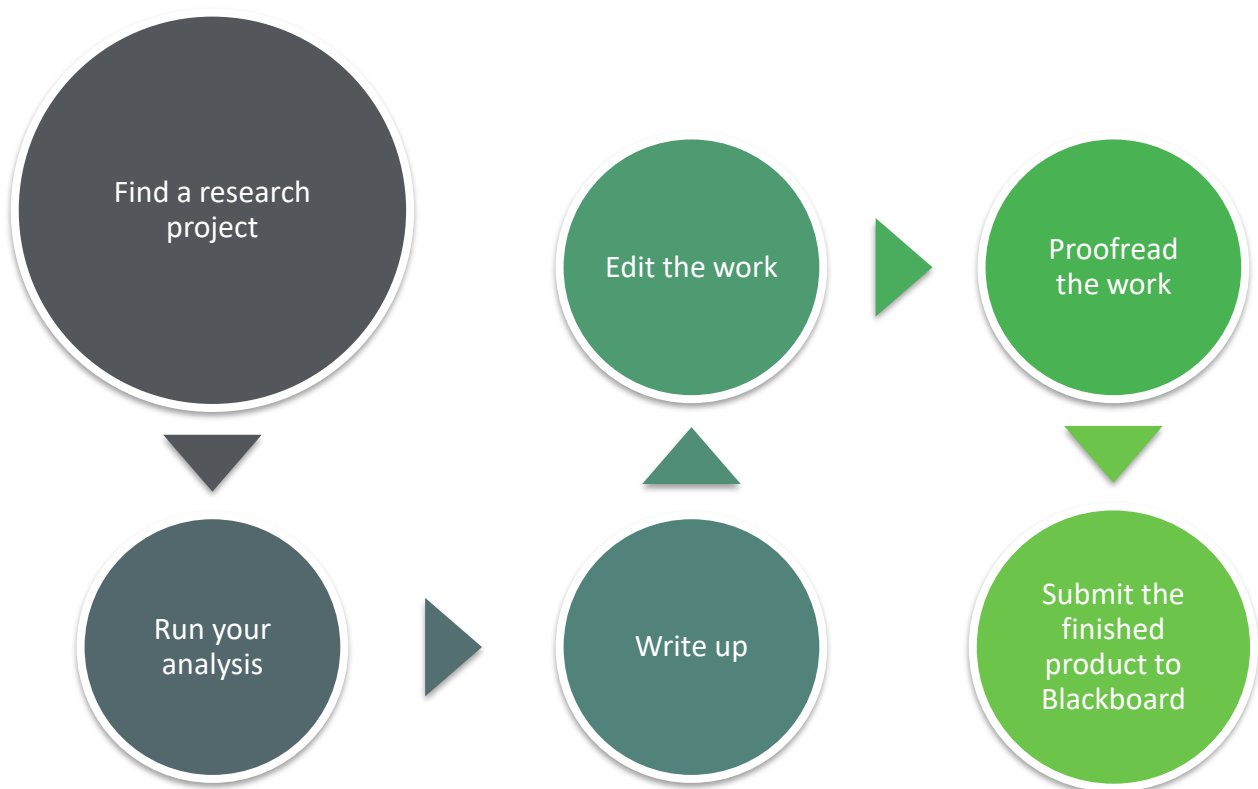 Find a research
project
Run your
analysis
Write up
Edit the work
Proofread
the work
Submit the
finished
product to
Blackboard